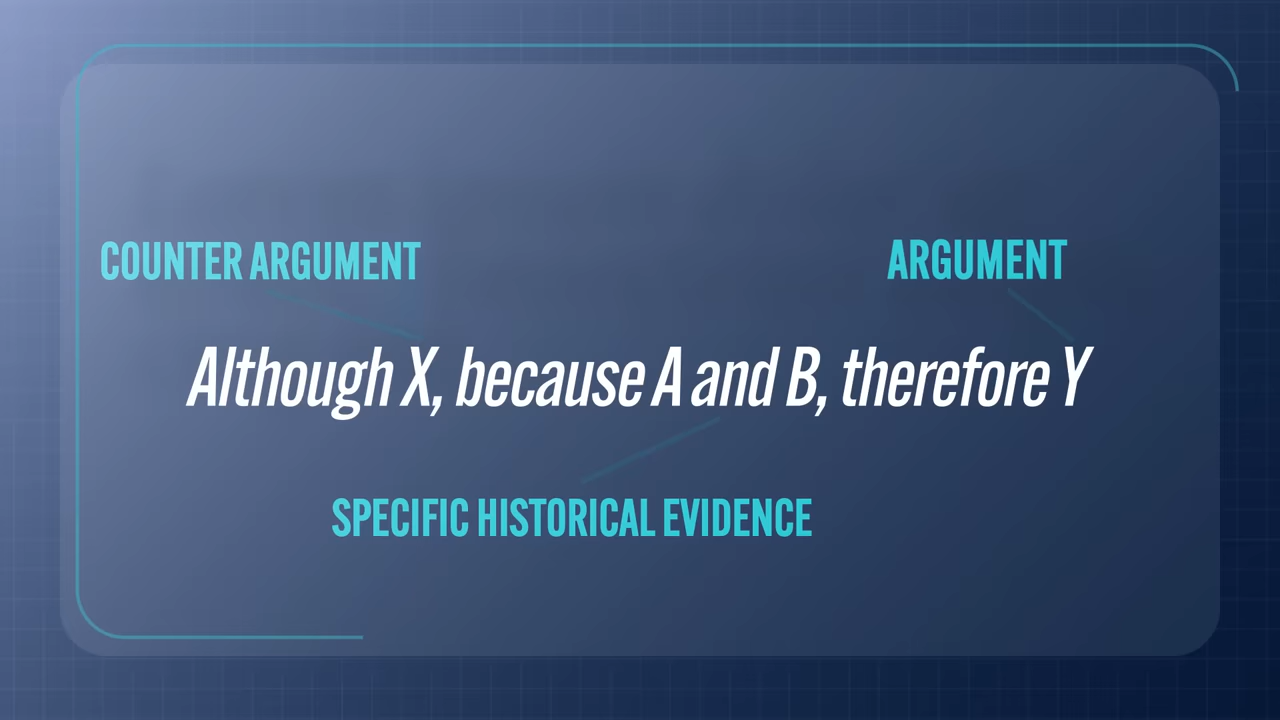 COUNTER ARGUMENT
ARGUMENT
Although X, because A and B, therefore Y
SPECIFIC HISTORICAL EVIDENCE